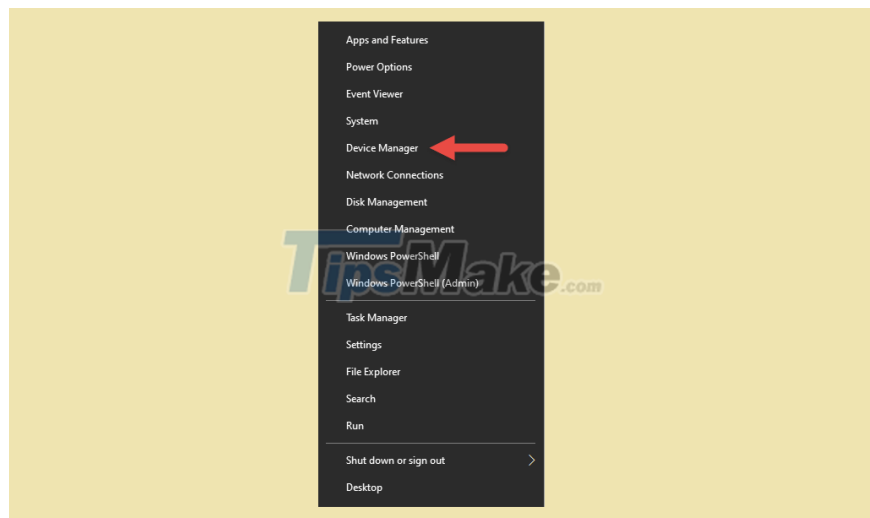 Apps and Features
Power Options
Event Viewer
System
Device Manager
Network Connections
Disk Management
Computer Management
Windows PowerShell
Windows PowerShell (Admin)
TipsMake.com
Task Manager
Settings
File Explorer
Search
Run
Shut down or sign out
Desktop